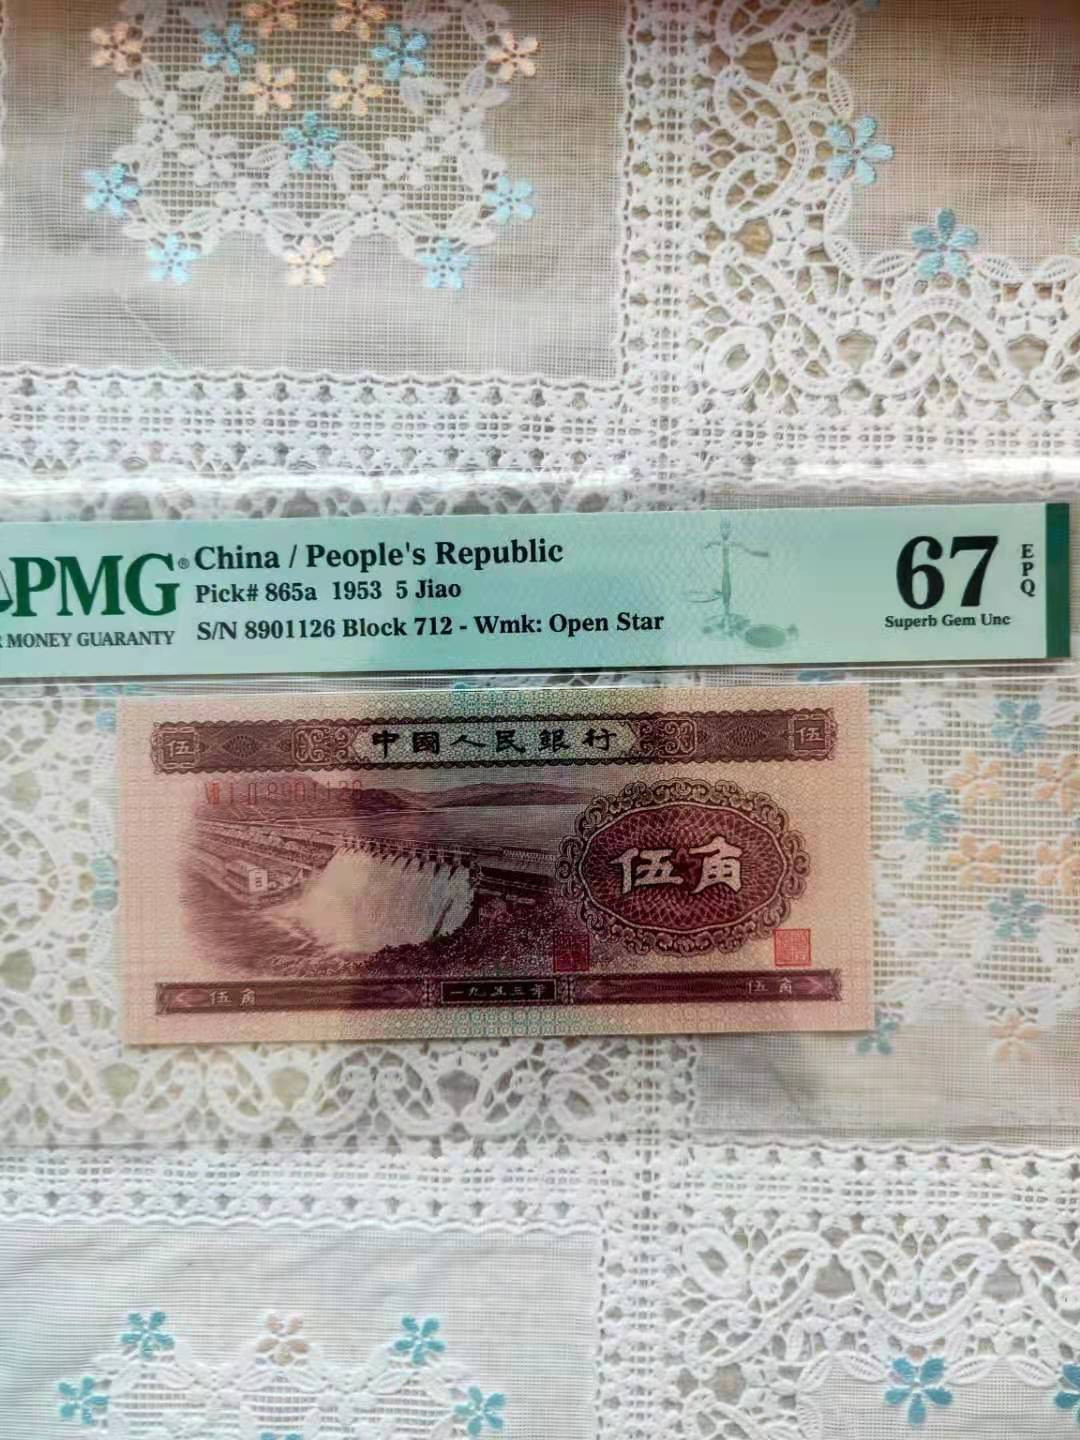 PMG® China / People's Republic
Pick# 865a 1953 5 Jiao
MONEY GUARANTY
S/N 8901126 Block 712 - Wmk: Open Star
67 EPQ
Superb Gem Unc
伍 中國人民銀行 伍
伍角
伍角 一九五三年 伍角